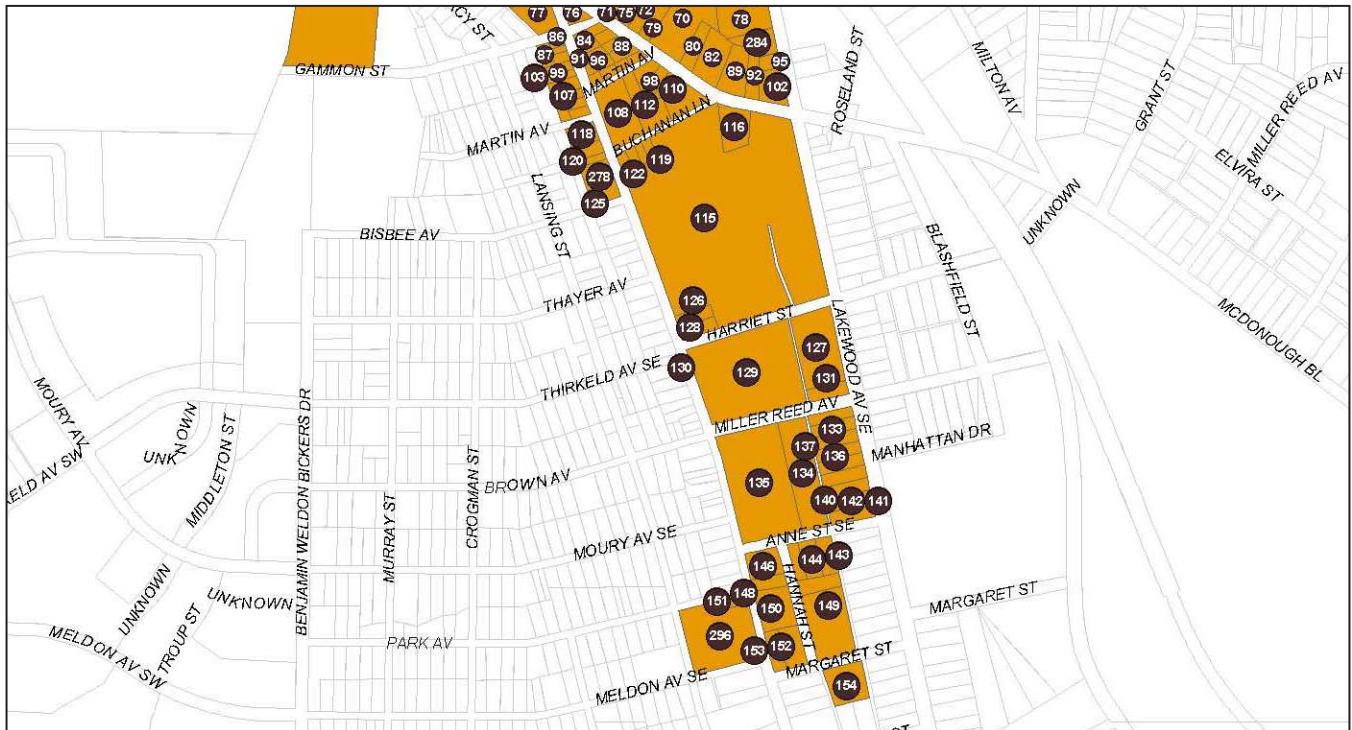 77
76
71
75
72
70
78
79
86
84
88
80
82
284
87
91
96
89
92
95
GAMMON ST
103
99
MARTIN AV
98
110
102
107
108
112
BUCHANAN LN
ROSELAND ST
MILTON AV
GRANT ST
MILLER REED AV
ELVIRA ST
MARTIN AV
118
116
120
119
278
122
125
LANSING ST
115
BISBEE AV
BLASHFIELD ST
UNKNOWN
MCDONOUGH BL
THAYER AV
126
128
HARRIET ST
LAKEWOOD AV SE
127
130
129
131
THIRKELD AV SE
MILLER REED AV
MOURY AV
UNKNOWN
MIDDLETON ST
BENJAMIN WELDON BICKERS DR
MURRAY ST
CROGMAN ST
BROWN AV
133
137
136
134
135
MANHATTAN DR
140
142
141
KELD AV SW
MOURY AV SE
ANNE ST SE
146
144
143
HANNAH ST
UNKNOWN
TROUP ST
UNKNOWN
MELDON AV SW
151
148
150
149
MARGARET ST
PARK AV
296
153
152
MARGARET ST
MELDON AV SE
154